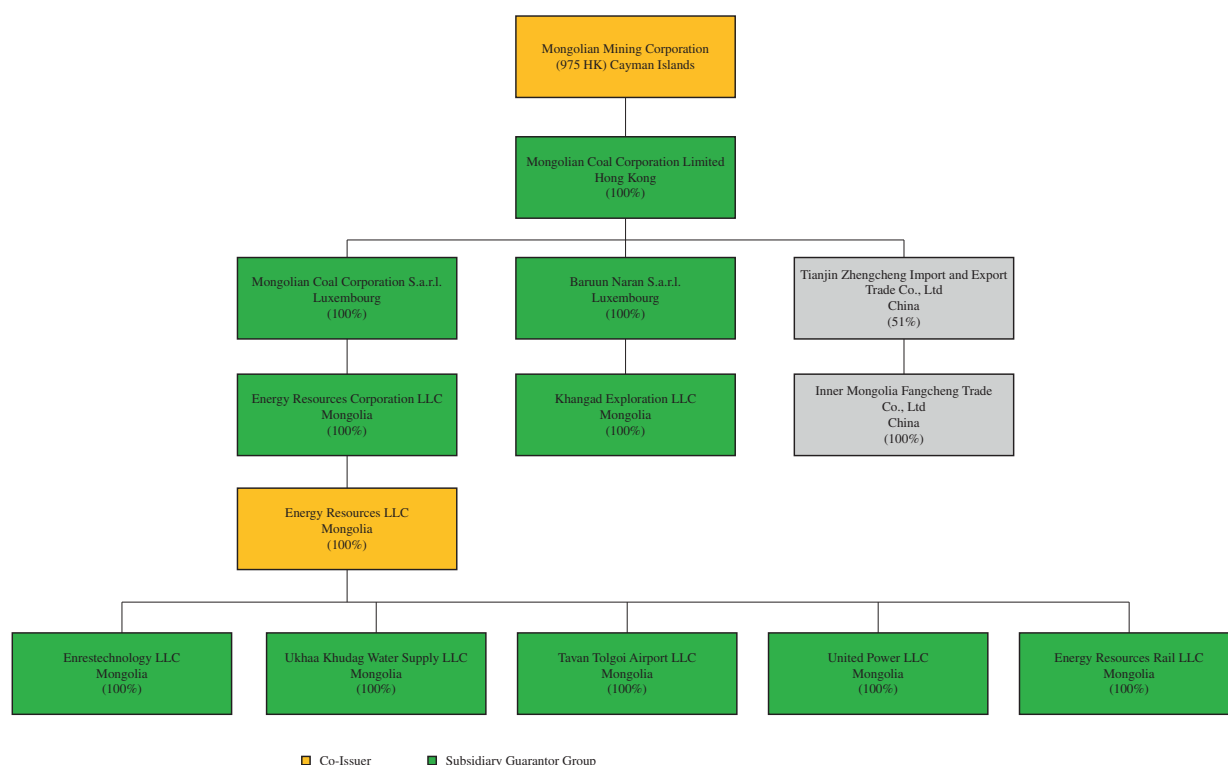 Mongolian Mining Corporation
(975 HK) Cayman Islands
Mongolian Coal Corporation Limited
Hong Kong
(100%)
Mongolian Coal Corporation S.a.r.l.
Luxembourg
(100%)
Baruun Naran S.a.r.l.
Luxembourg
(100%)
Tianjin Zhengcheng Import and Export
Trade Co., Ltd
China
(51%)
Energy Resources Corporation LLC
Mongolia
(100%)
Khangad Exploration LLC
Mongolia
(100%)
Inner Mongolia Fangcheng Trade
Co., Ltd
China
(100%)
Energy Resources LLC
Mongolia
(100%)
Enrestechnology LLC
Mongolia
(100%)
Ukhaa Khudag Water Supply LLC
Mongolia
(100%)
Tavan Tolgoi Airport LLC
Mongolia
(100%)
United Power LLC
Mongolia
(100%)
Energy Resources Rail LLC
Mongolia
(100%)
Co-Issuer
Subsidiary Guarantor Group